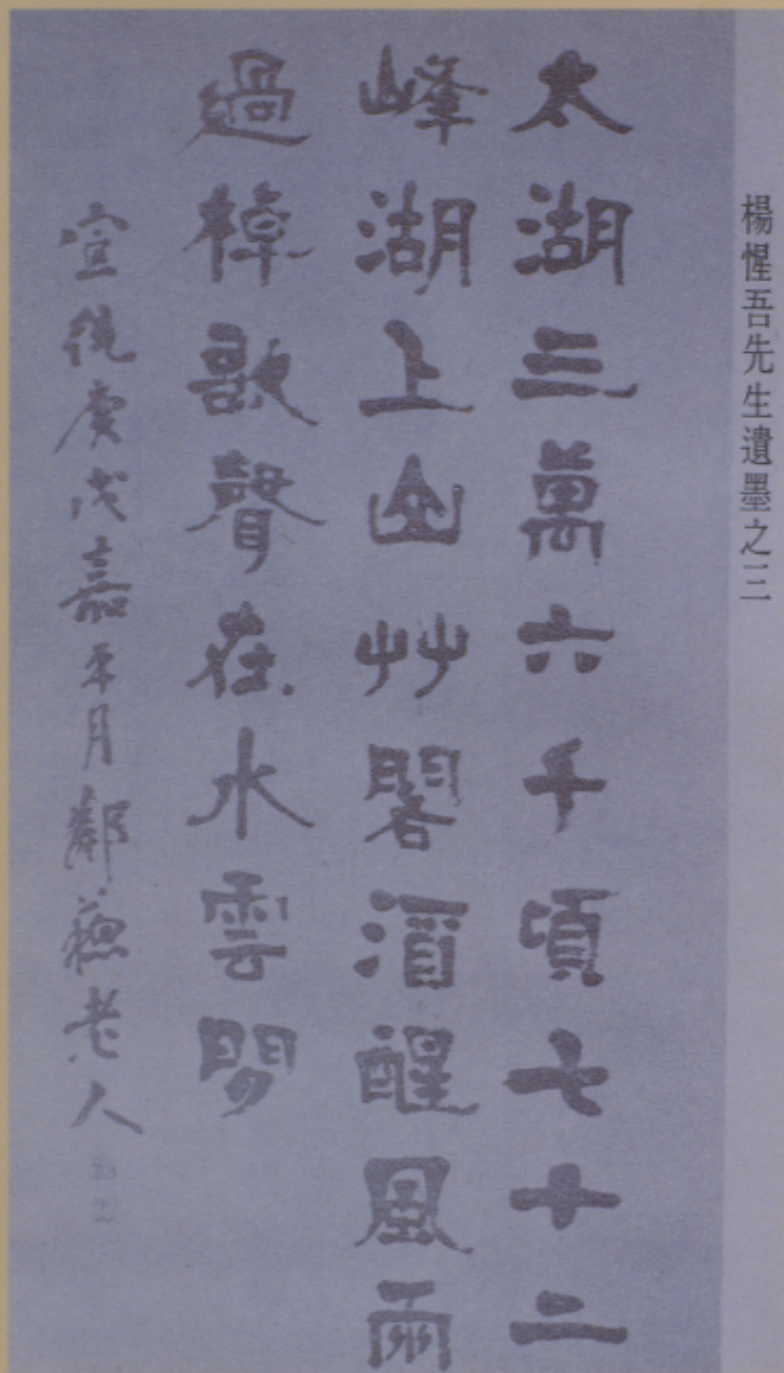 楊惺吾先生遺墨之三
太湖三萬六千頃七十二
峰湖上山艸閣酒醒風雨
過棹歌聲在水雲間
宣統庚戌嘉平月鄰蘇老人